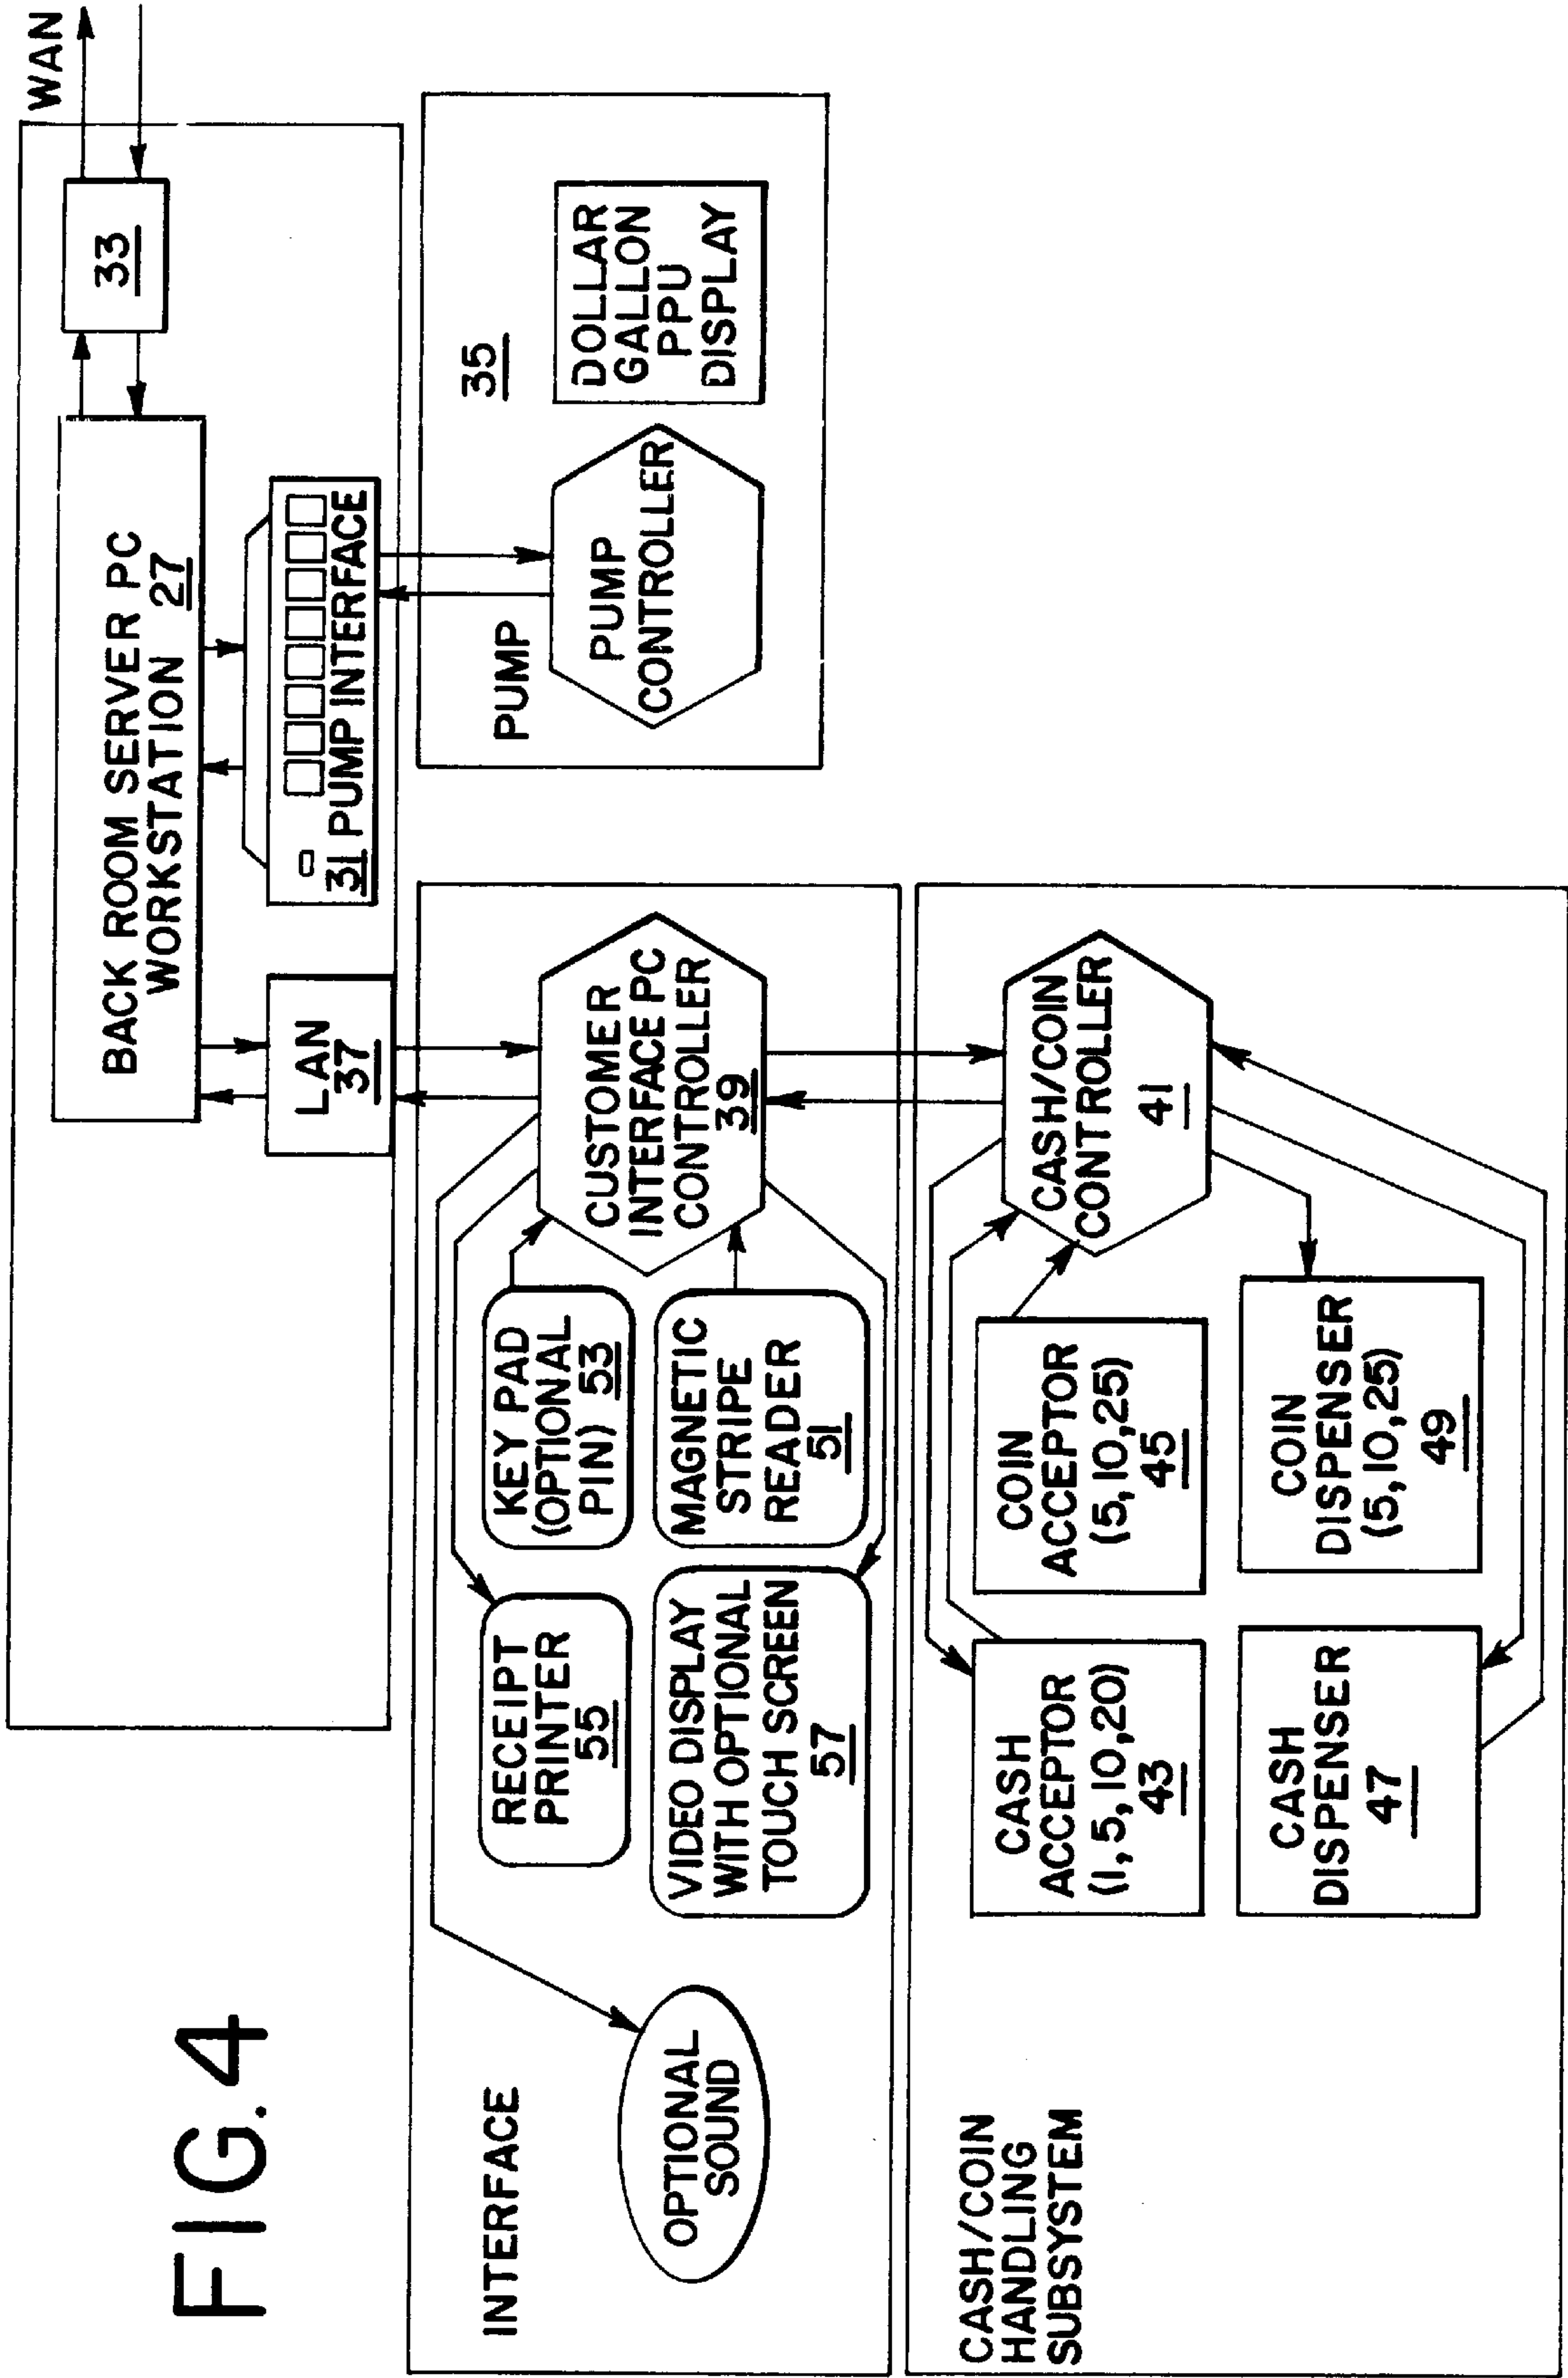 FIG. 4
WAN
BACK ROOM SERVER PC
WORKSTATION 27
33
LAN
37
31 PUMP INTERFACE
INTERFACE
OPTIONAL
SOUND
RECEIPT
PRINTER
55
KEY PAD
(OPTIONAL
PIN) 53
VIDEO DISPLAY
WITH OPTIONAL
TOUCH SCREEN
57
MAGNETIC
STRIPE
READER
51
CUSTOMER
INTERFACE PC
CONTROLLER
39
PUMP
35
PUMP
CONTROLLER
DOLLAR
GALLON
PPU
DISPLAY
CASH/COIN
HANDLING
SUBSYSTEM
CASH
ACCEPTOR
(1, 5, 10, 20)
43
COIN
ACCEPTOR
(5, 10, 25)
45
CASH
DISPENSER
47
COIN
DISPENSER
(5, 10, 25)
49
CASH/COIN
CONTROLLER
41